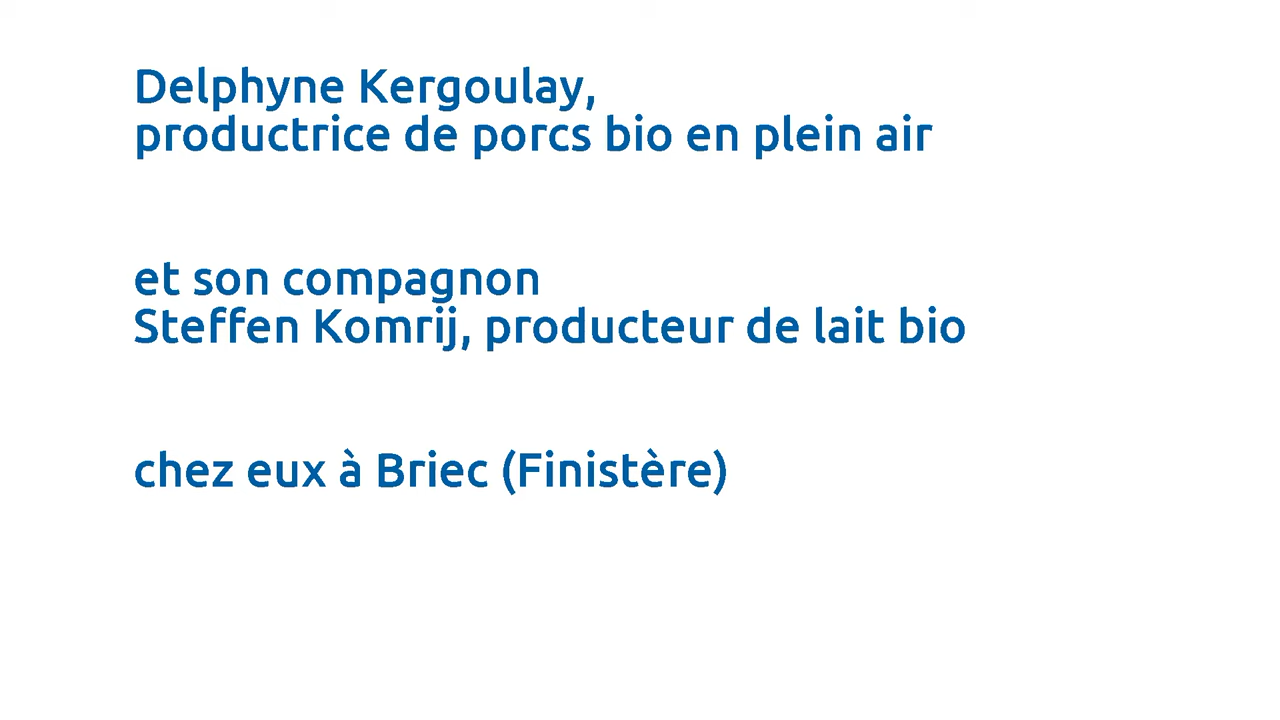 Delphyne Kergoulay,
productrice de porcs bio en plein air
et son compagnon
Steffen Komrij, producteur de lait bio
chez eux à Briec (Finistère)